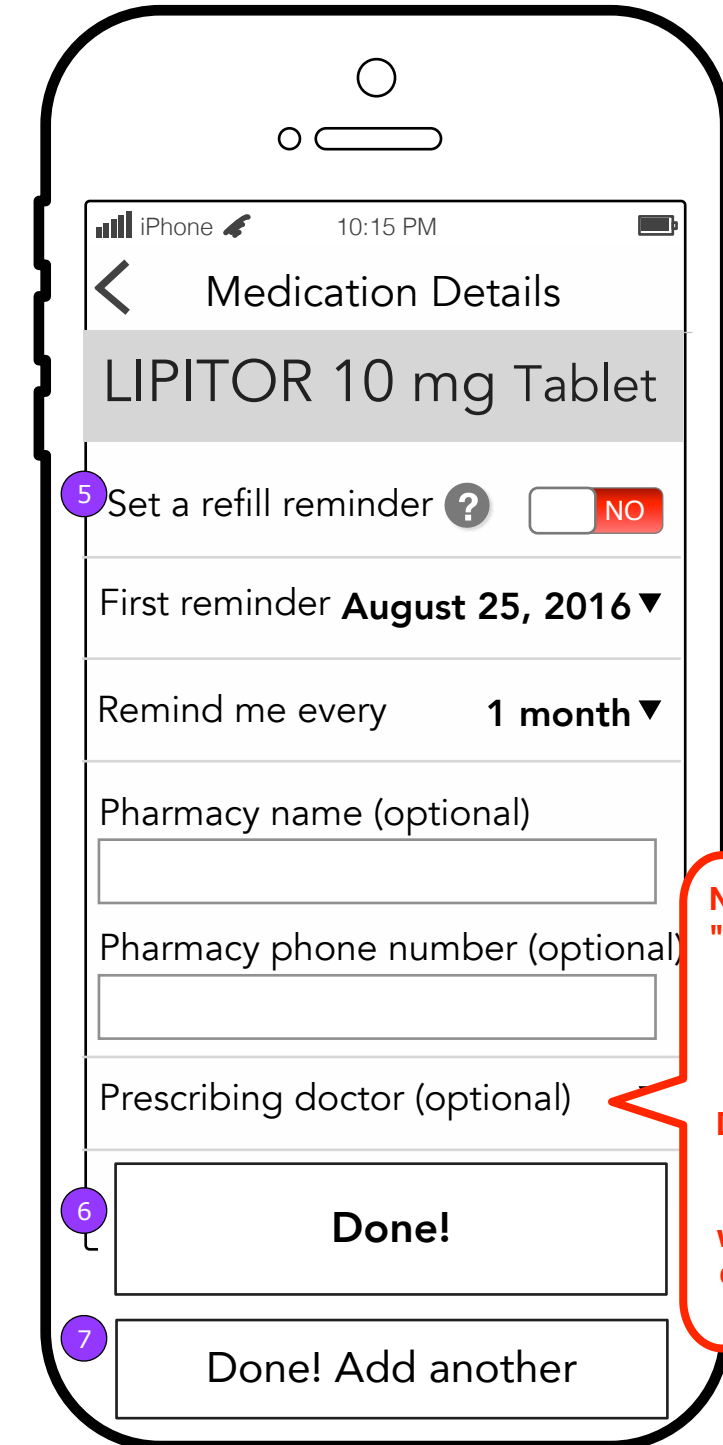 iPhone 10:15 PM
Medication Details
LIPITOR 10 mg Tablet
5 Set a refill reminder ? NO
First reminder August 25, 2016 ▼
Remind me every 1 month ▼
Pharmacy name (optional)
Pharmacy phone number (optional)
Prescribing doctor (optional)
6 Done!
7 Done! Add another